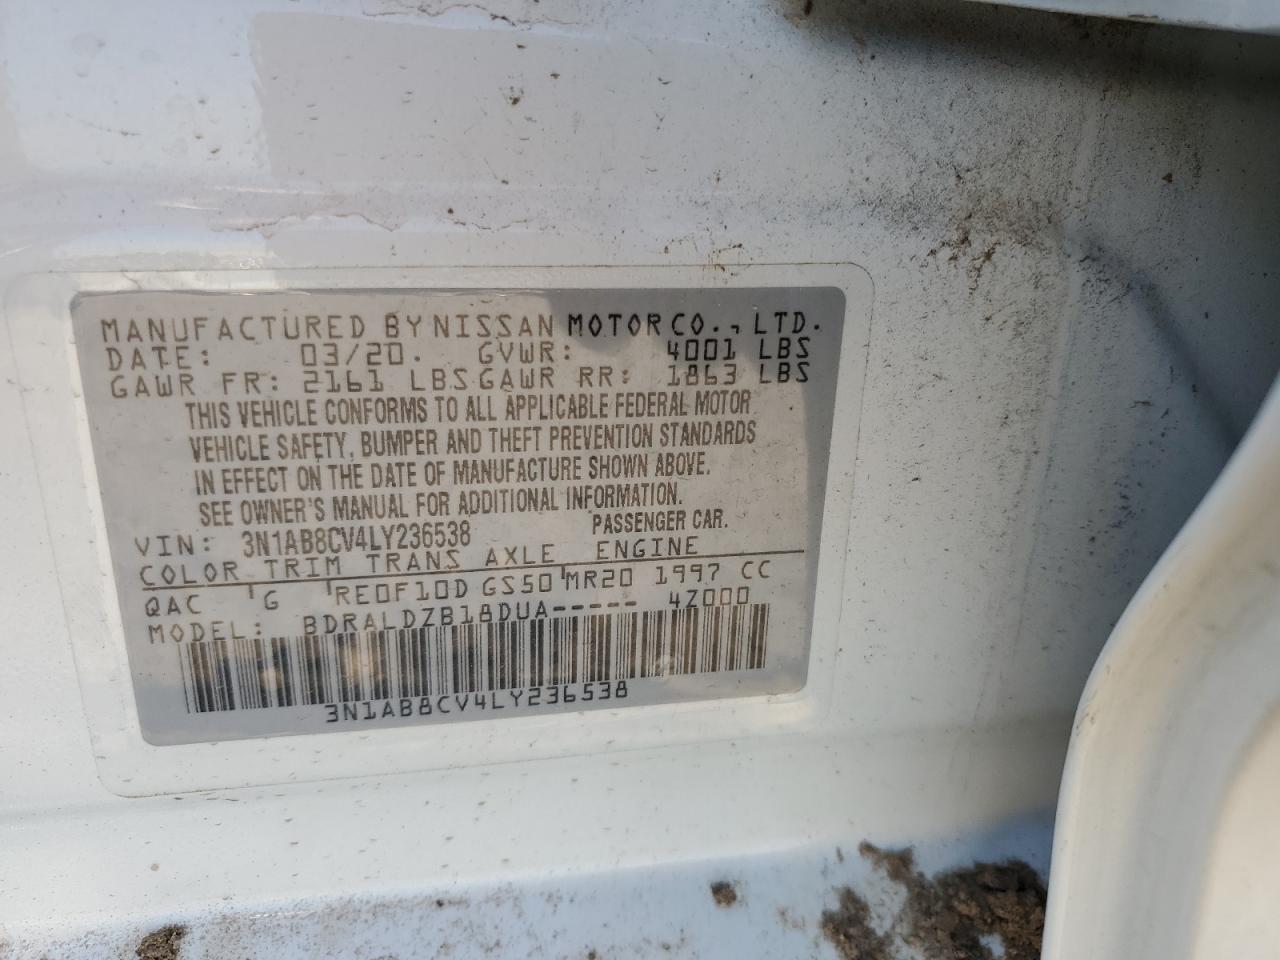 MANUFACTURED BY NISSAN MOTOR CO., LTD.
DATE: 03/20. GVWR: 4001 LBS
GAWR FR: 2161 LBS GAWR RR: 1863 LBS
THIS VEHICLE CONFORMS TO ALL APPLICABLE FEDERAL MOTOR
VEHICLE SAFETY, BUMPER AND THEFT PREVENTION STANDARDS
IN EFFECT ON THE DATE OF MANUFACTURE SHOWN ABOVE.
SEE OWNER'S MANUAL FOR ADDITIONAL INFORMATION.
VIN: 3N1AB8CV4LY236538 PASSENGER CAR.
COLOR TRIM TRANS AXLE ENGINE
QAC G RE0F10D GS50 MR20 1997 CC
MODEL: BDRALDZB18DUA----- 4Z000
3N1AB8CV4LY236538